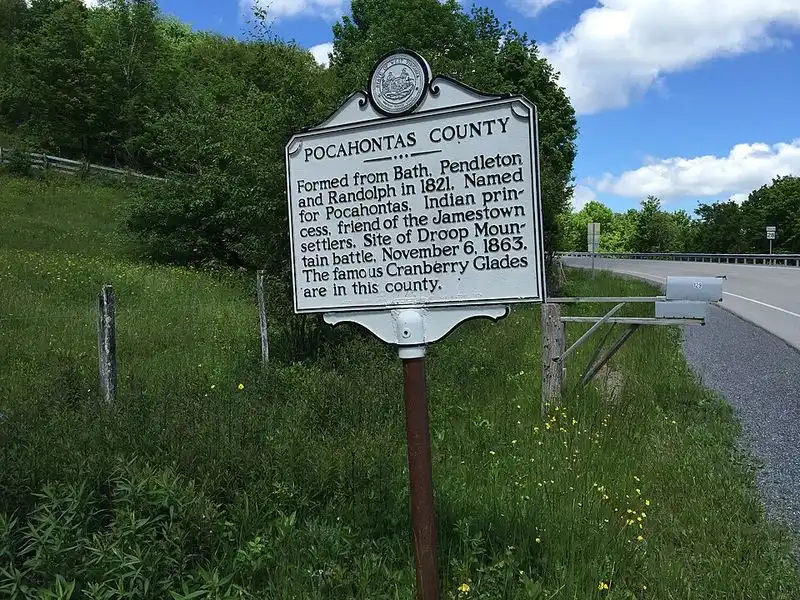 POCAHONTAS COUNTY
Formed from Bath, Pendleton
and Randolph in 1821. Named
for Pocahontas, Indian prin-
cess, friend of the Jamestown
settlers. Site of Droop Moun-
tain battle, November 6, 1863.
The famous Cranberry Glades
are in this county.